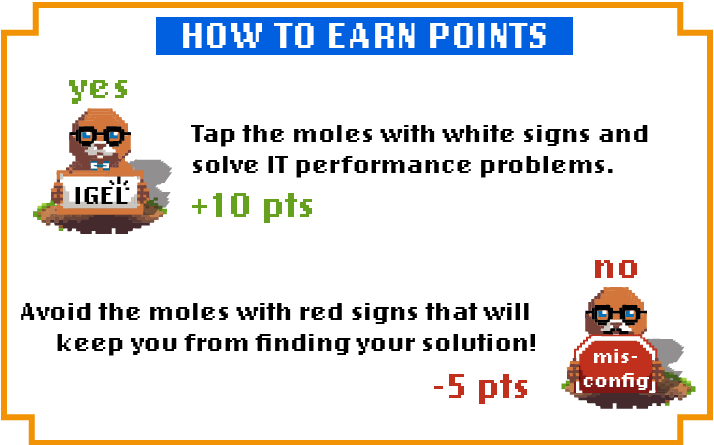 HOW TO EARN POINTS
yes
Tap the moles with white signs and
solve IT performance problems.
IGEL
+10 pts
no
Avoid the moles with red signs that will
keep you from finding your solution!
mis-
config
-5 pts